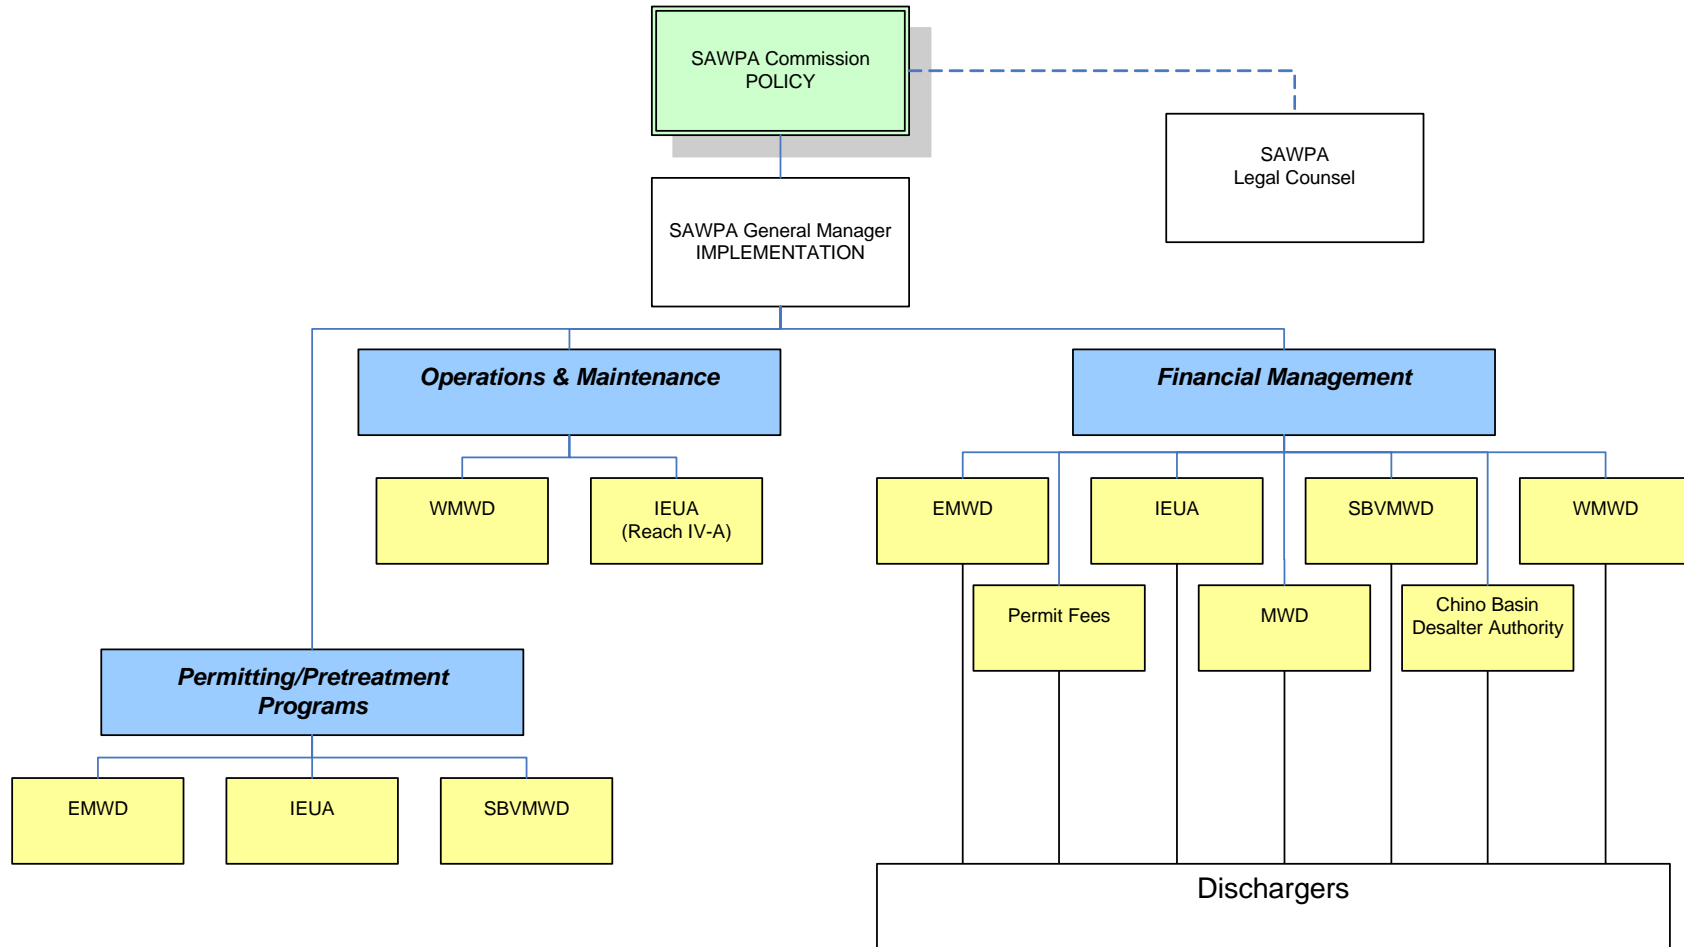 SAWPA Commission
POLICY
SAWPA
Legal Counsel
SAWPA General Manager
IMPLEMENTATION
Operations & Maintenance
Financial Management
WMWD
IEUA
(Reach IV-A)
EMWD
IEUA
SBVMWD
WMWD
Permit Fees
MWD
Chino Basin
Desalter Authority
Permitting/Pretreatment
Programs
EMWD
IEUA
SBVMWD
Dischargers